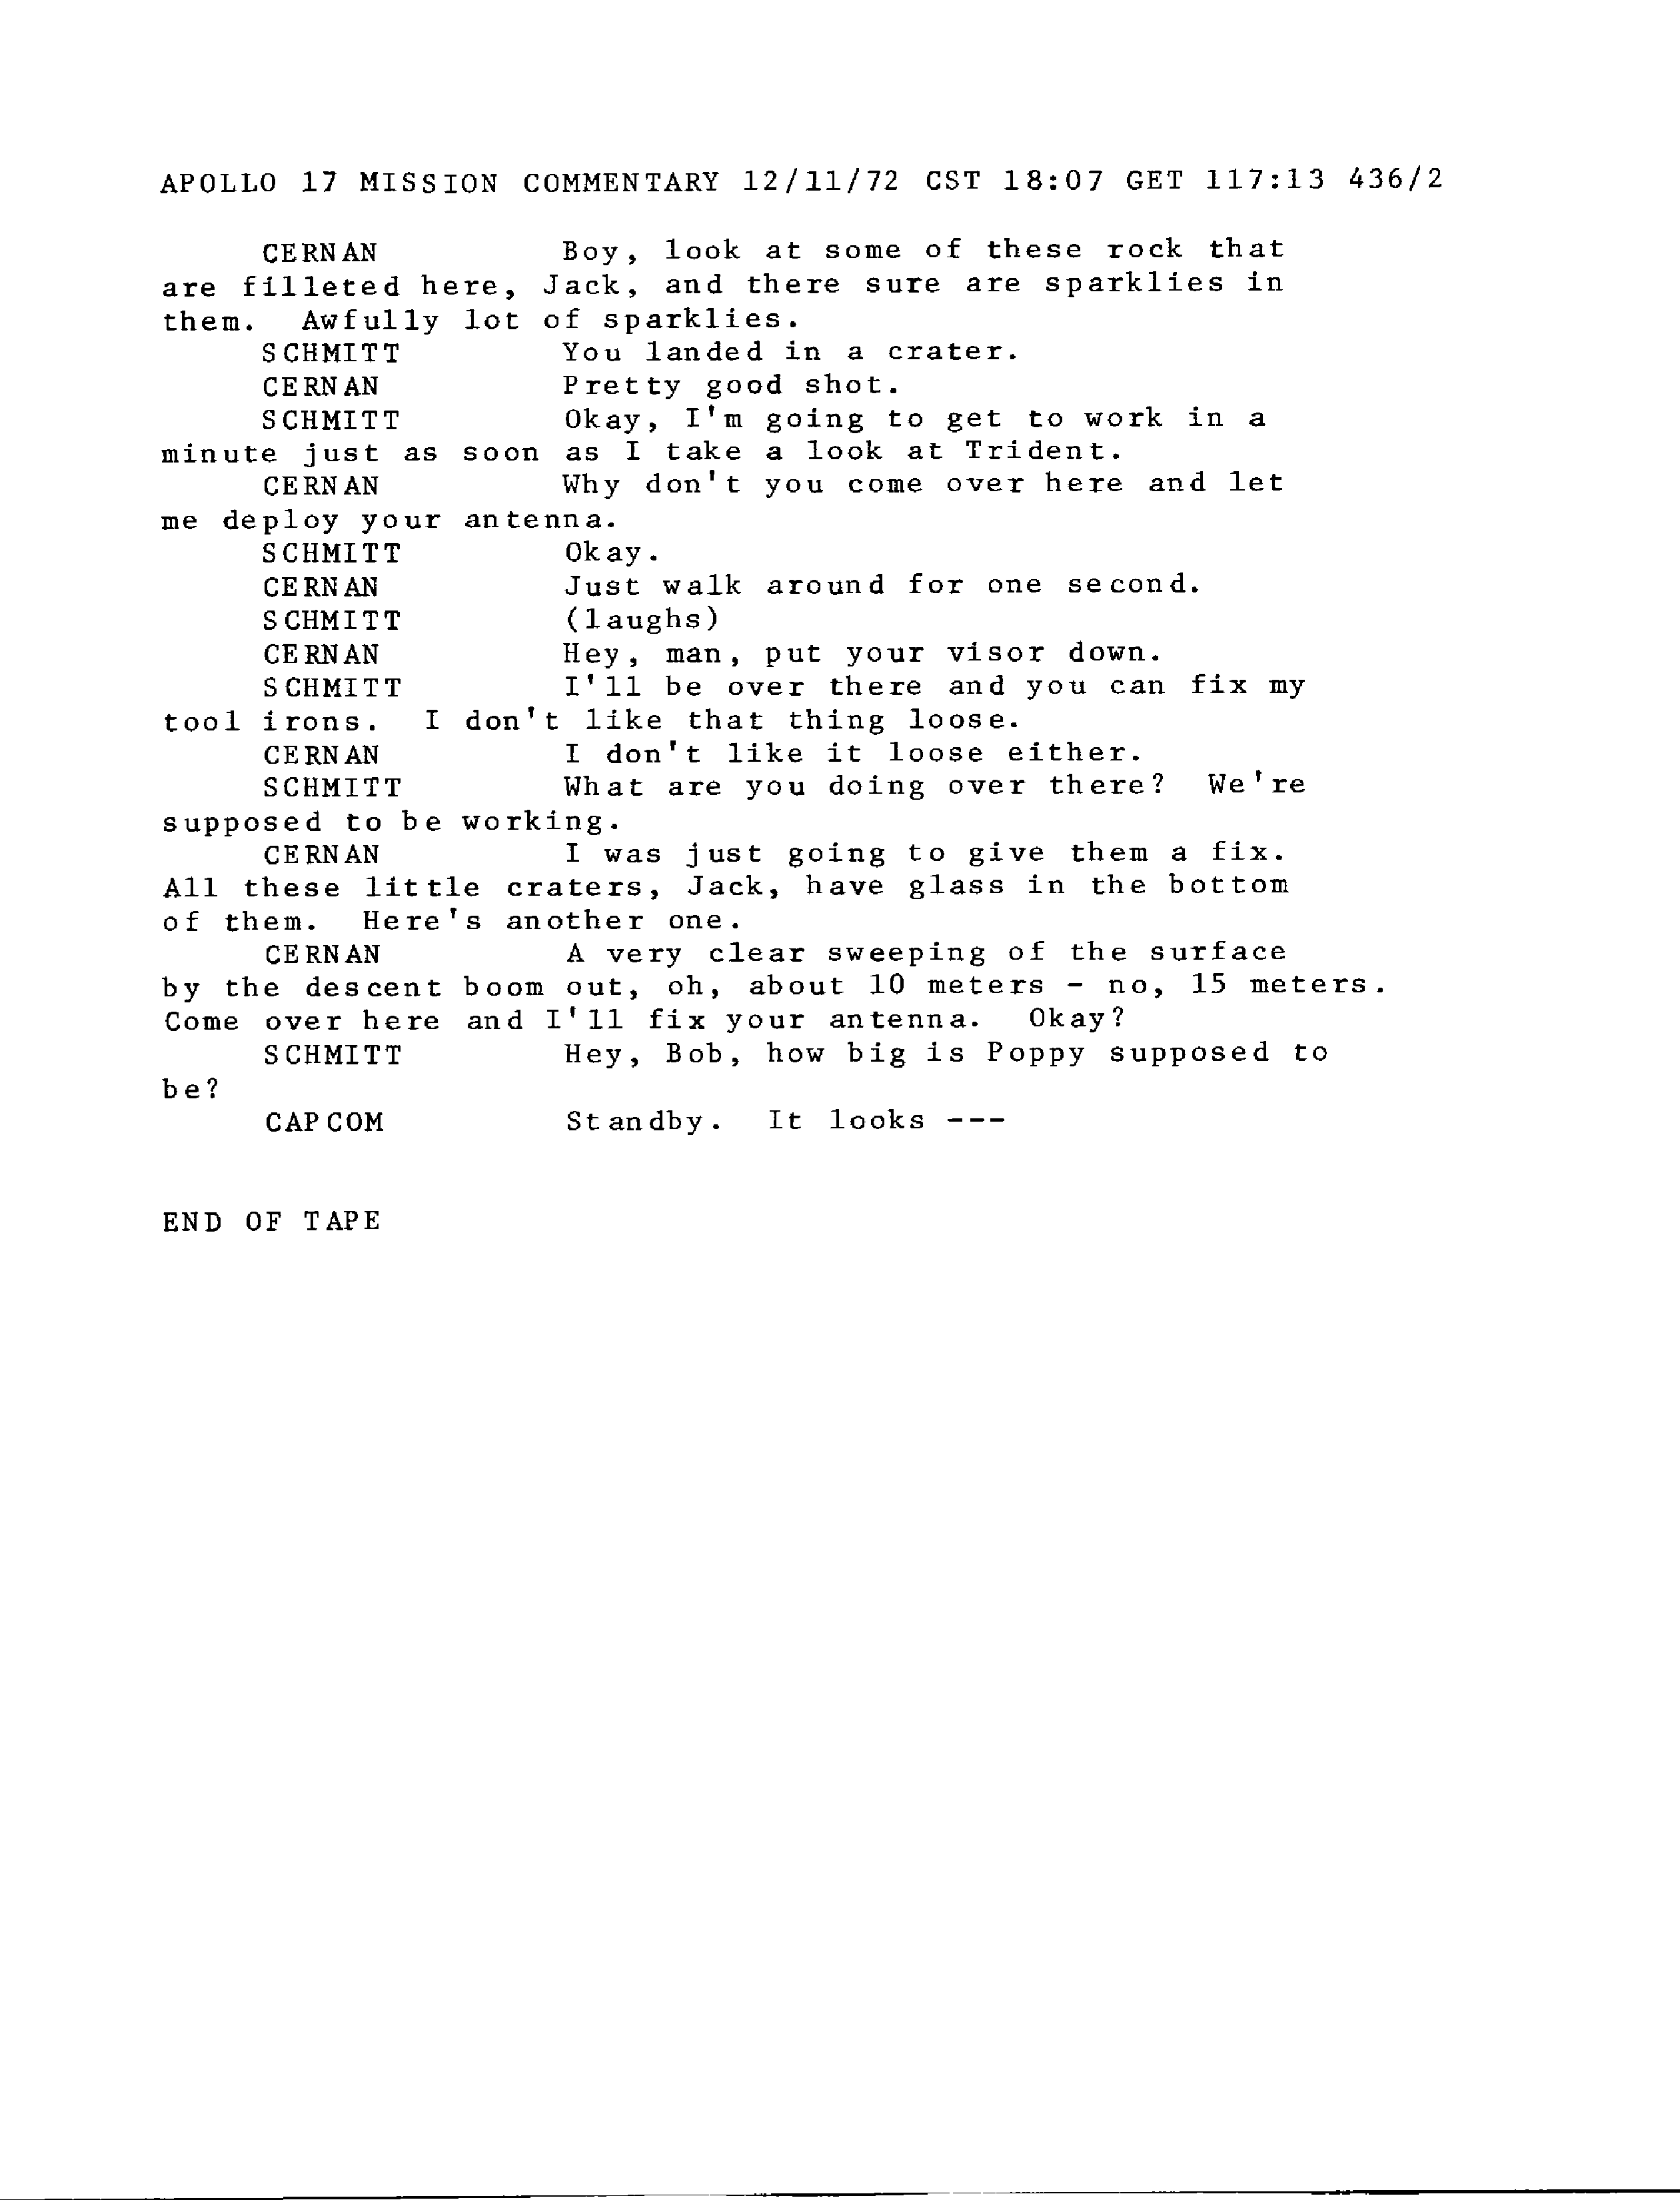 APOLLO 17 MISSION COMMENTARY 12/11/72 CST 18:07 GET 117:13 436/2
CERNAN Boy, look at some of these rock that
are filleted here, Jack, and there sure are sparklies in
them. Awfully lot of sparklies.
SCHMITT You landed in a crater.
CERNAN Pretty good shot.
SCHMITT Okay, I'm going to get to work in a
minute just as soon as I take a look at Trident.
CERNAN Why don't you come over here and let
me deploy your antenna.
SCHMITT Okay.
CERNAN Just walk around for one second.
SCHMITT (laughs)
CERNAN Hey, man, put your visor down.
SCHMITT I'll be over there and you can fix my
tool irons. I don't like that thing loose.
CERNAN I don't like it loose either.
SCHMITT What are you doing over there? We're
supposed to be working.
CERNAN I was just going to give them a fix.
All these little craters, Jack, have glass in the bottom
of them. Here's another one.
CERNAN A very clear sweeping of the surface
by the descent boom out, oh, about 10 meters - no, 15 meters.
Come over here and I'll fix your antenna. Okay?
SCHMITT Hey, Bob, how big is Poppy supposed to
be?
CAPCOM Standby. It looks ---
END OF TAPE